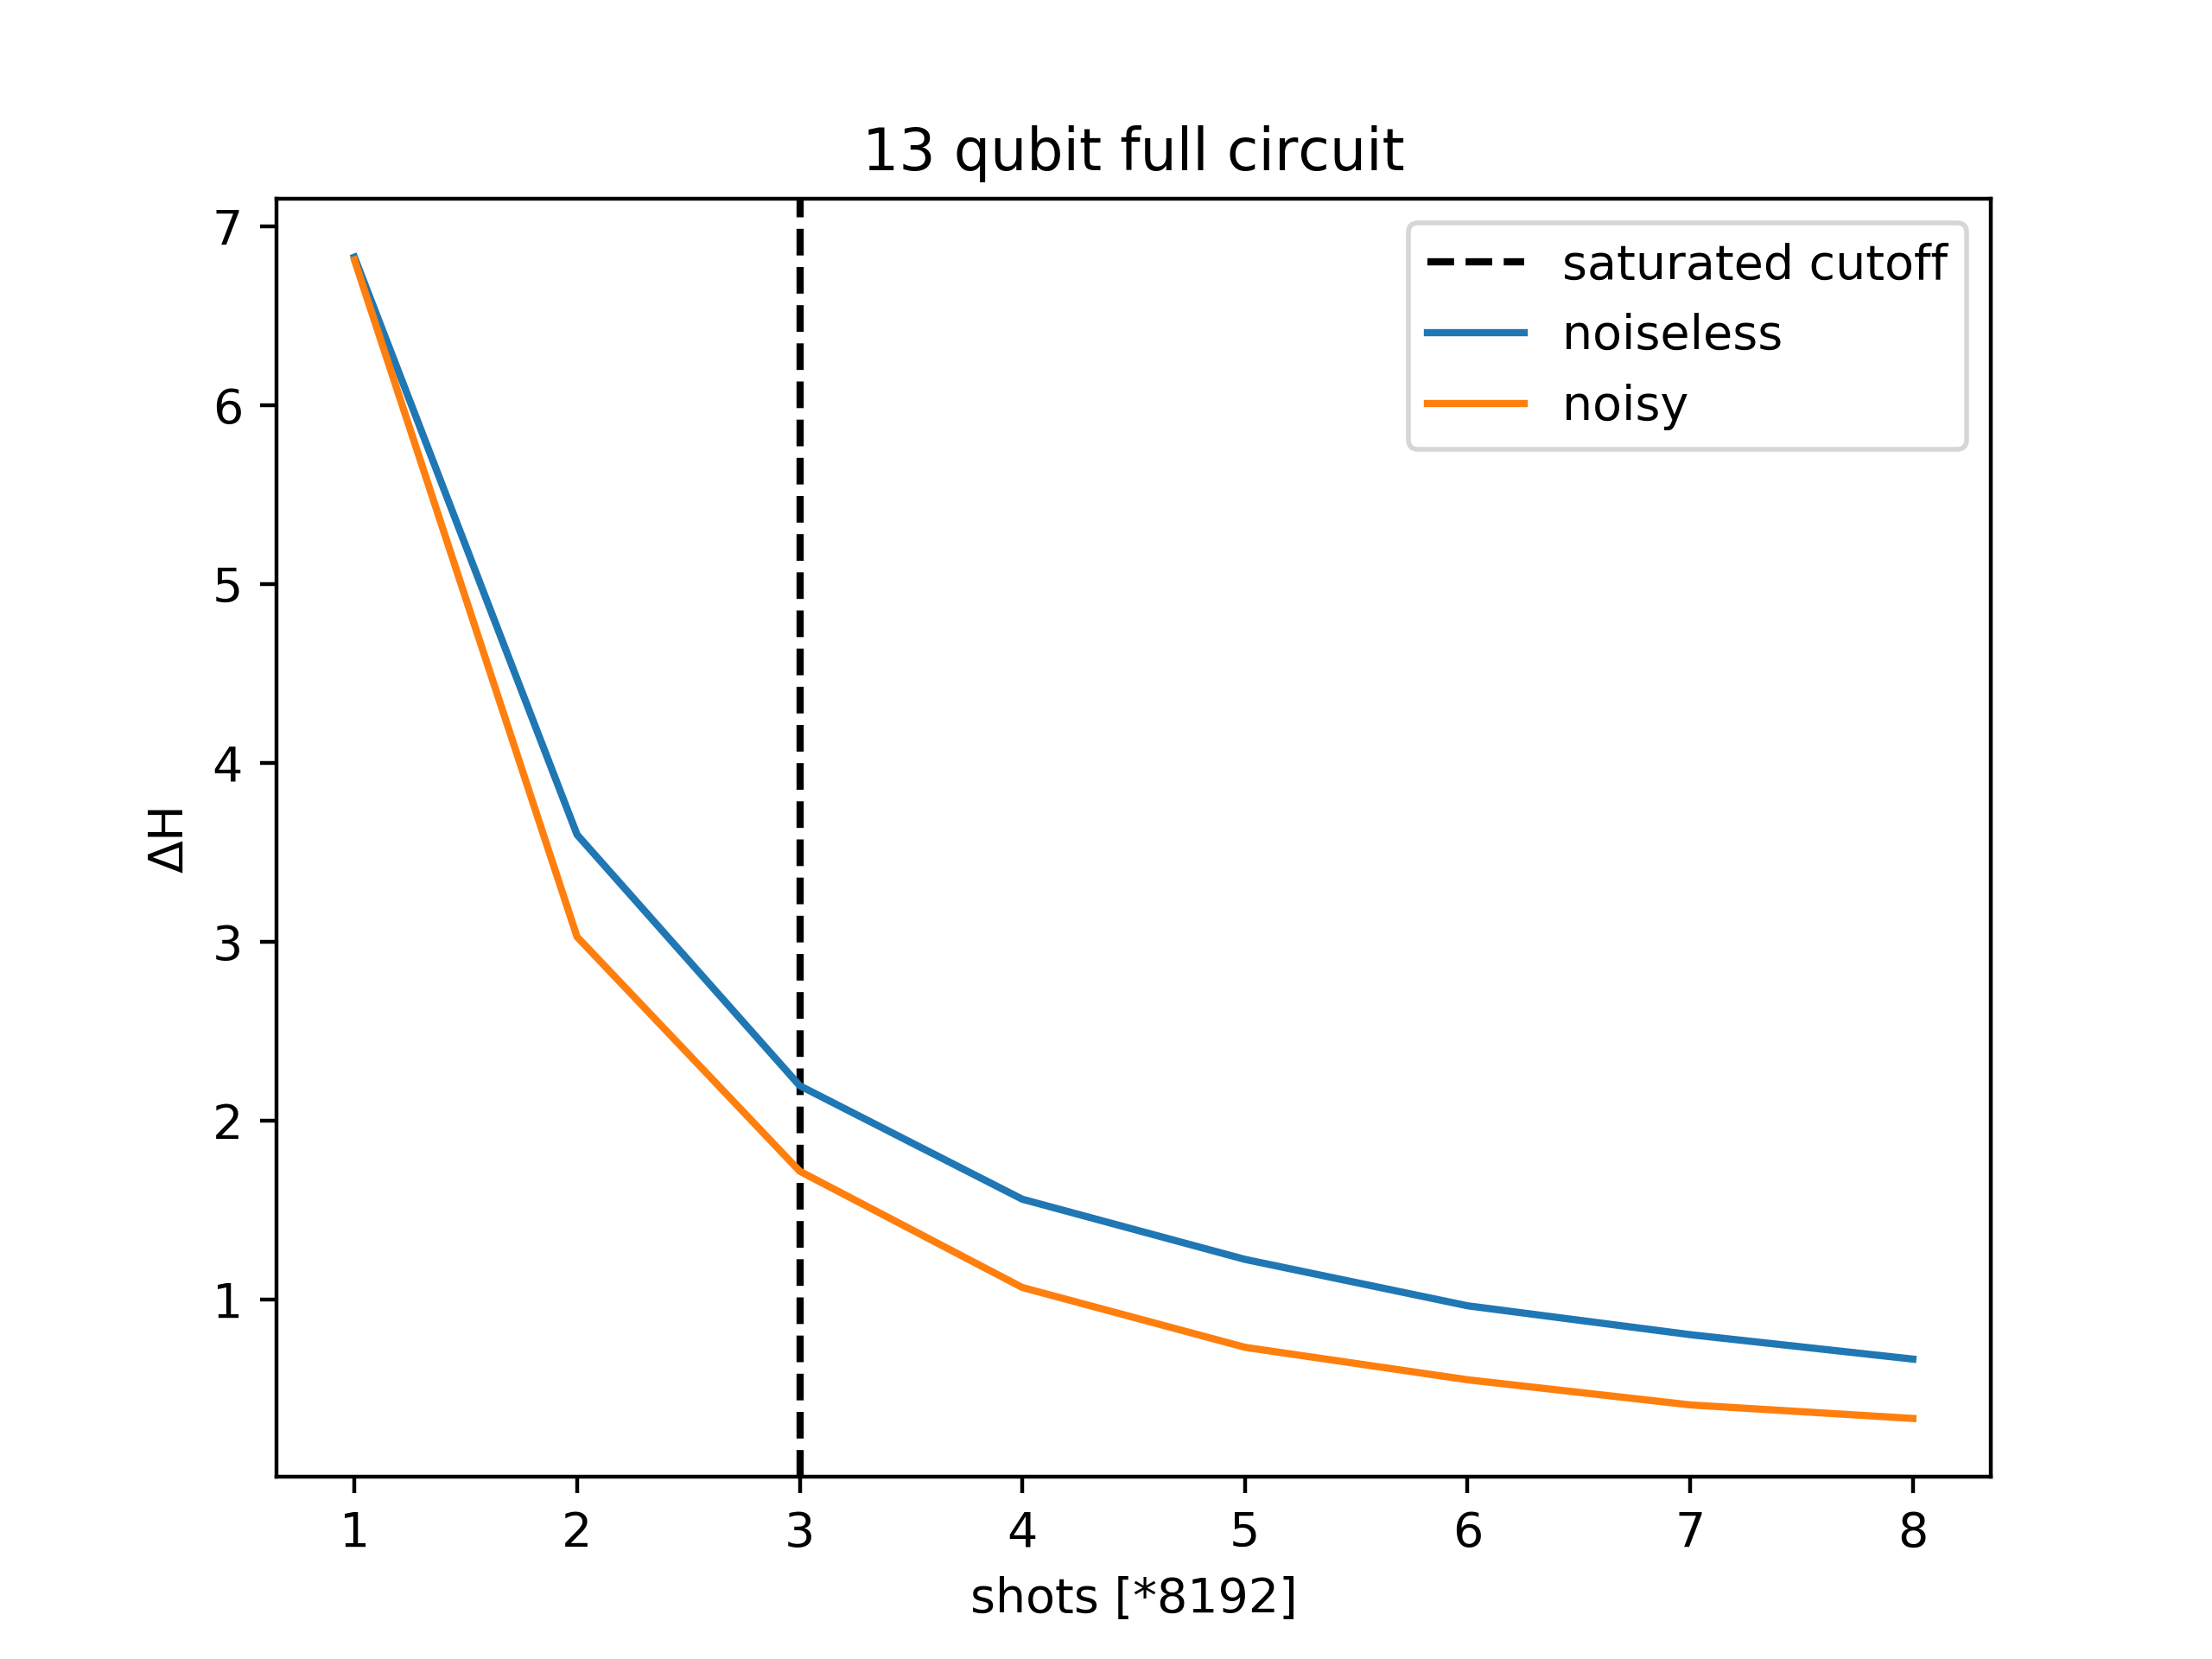 13 qubit full circuit
saturated cutoff
noiseless
noisy
7
6
5
4
3
2
1
ΔH
1 2 3 4 5 6 7 8
shots [*8192]